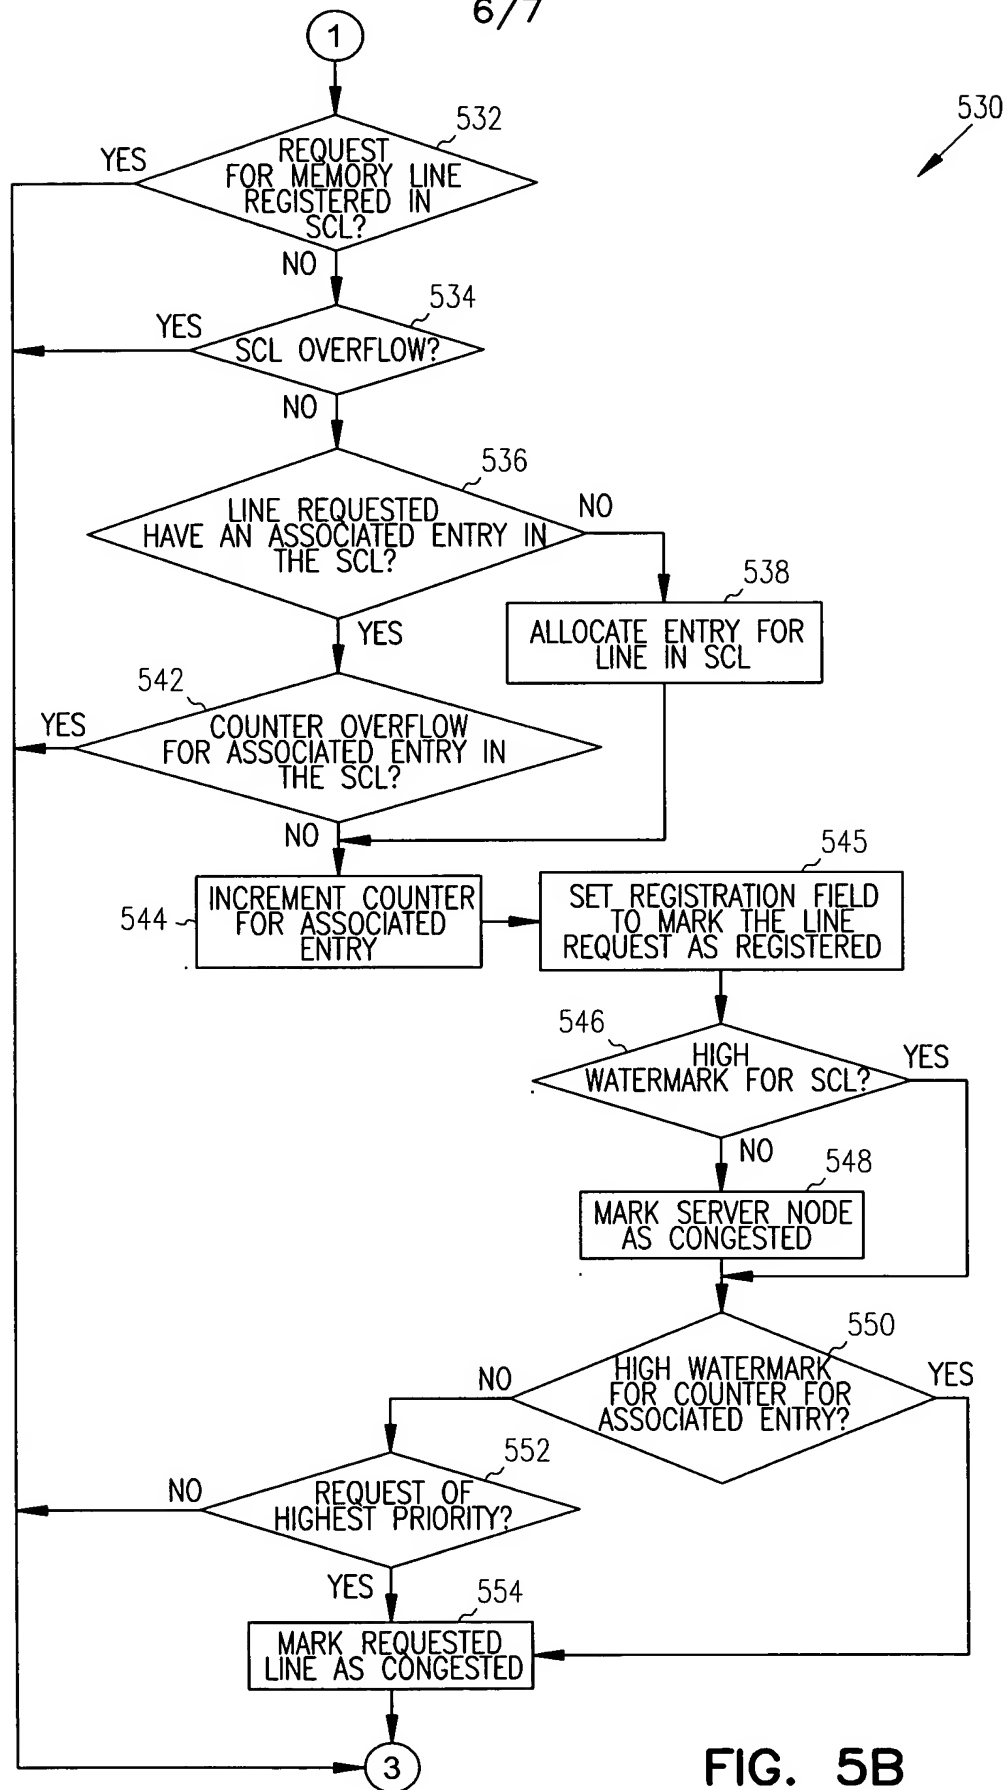 6/7
1
530
532
YES
REQUEST
FOR MEMORY LINE
REGISTERED IN
SCL?
NO
534
YES
SCL OVERFLOW?
NO
536
LINE REQUESTED
HAVE AN ASSOCIATED ENTRY IN
THE SCL?
NO
538
ALLOCATE ENTRY FOR
LINE IN SCL
YES
542
YES
COUNTER OVERFLOW
FOR ASSOCIATED ENTRY IN
THE SCL?
NO
544
INCREMENT COUNTER
FOR ASSOCIATED
ENTRY
545
SET REGISTRATION FIELD
TO MARK THE LINE
REQUEST AS REGISTERED
546
HIGH
WATERMARK FOR SCL?
YES
NO
548
MARK SERVER NODE
AS CONGESTED
550
NO
HIGH WATERMARK
FOR COUNTER FOR
ASSOCIATED ENTRY?
YES
552
NO
REQUEST OF
HIGHEST PRIORITY?
YES
554
MARK REQUESTED
LINE AS CONGESTED
3
FIG. 5B